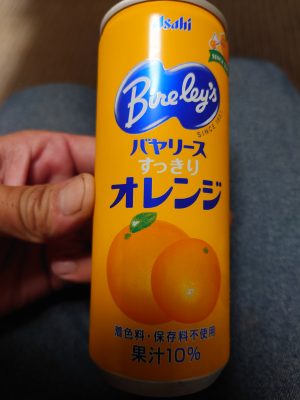 Asahi
Bireley's
SINCE 19
バヤリース
すっきり
オレンジ
着色料・保存料不使用
果汁10%